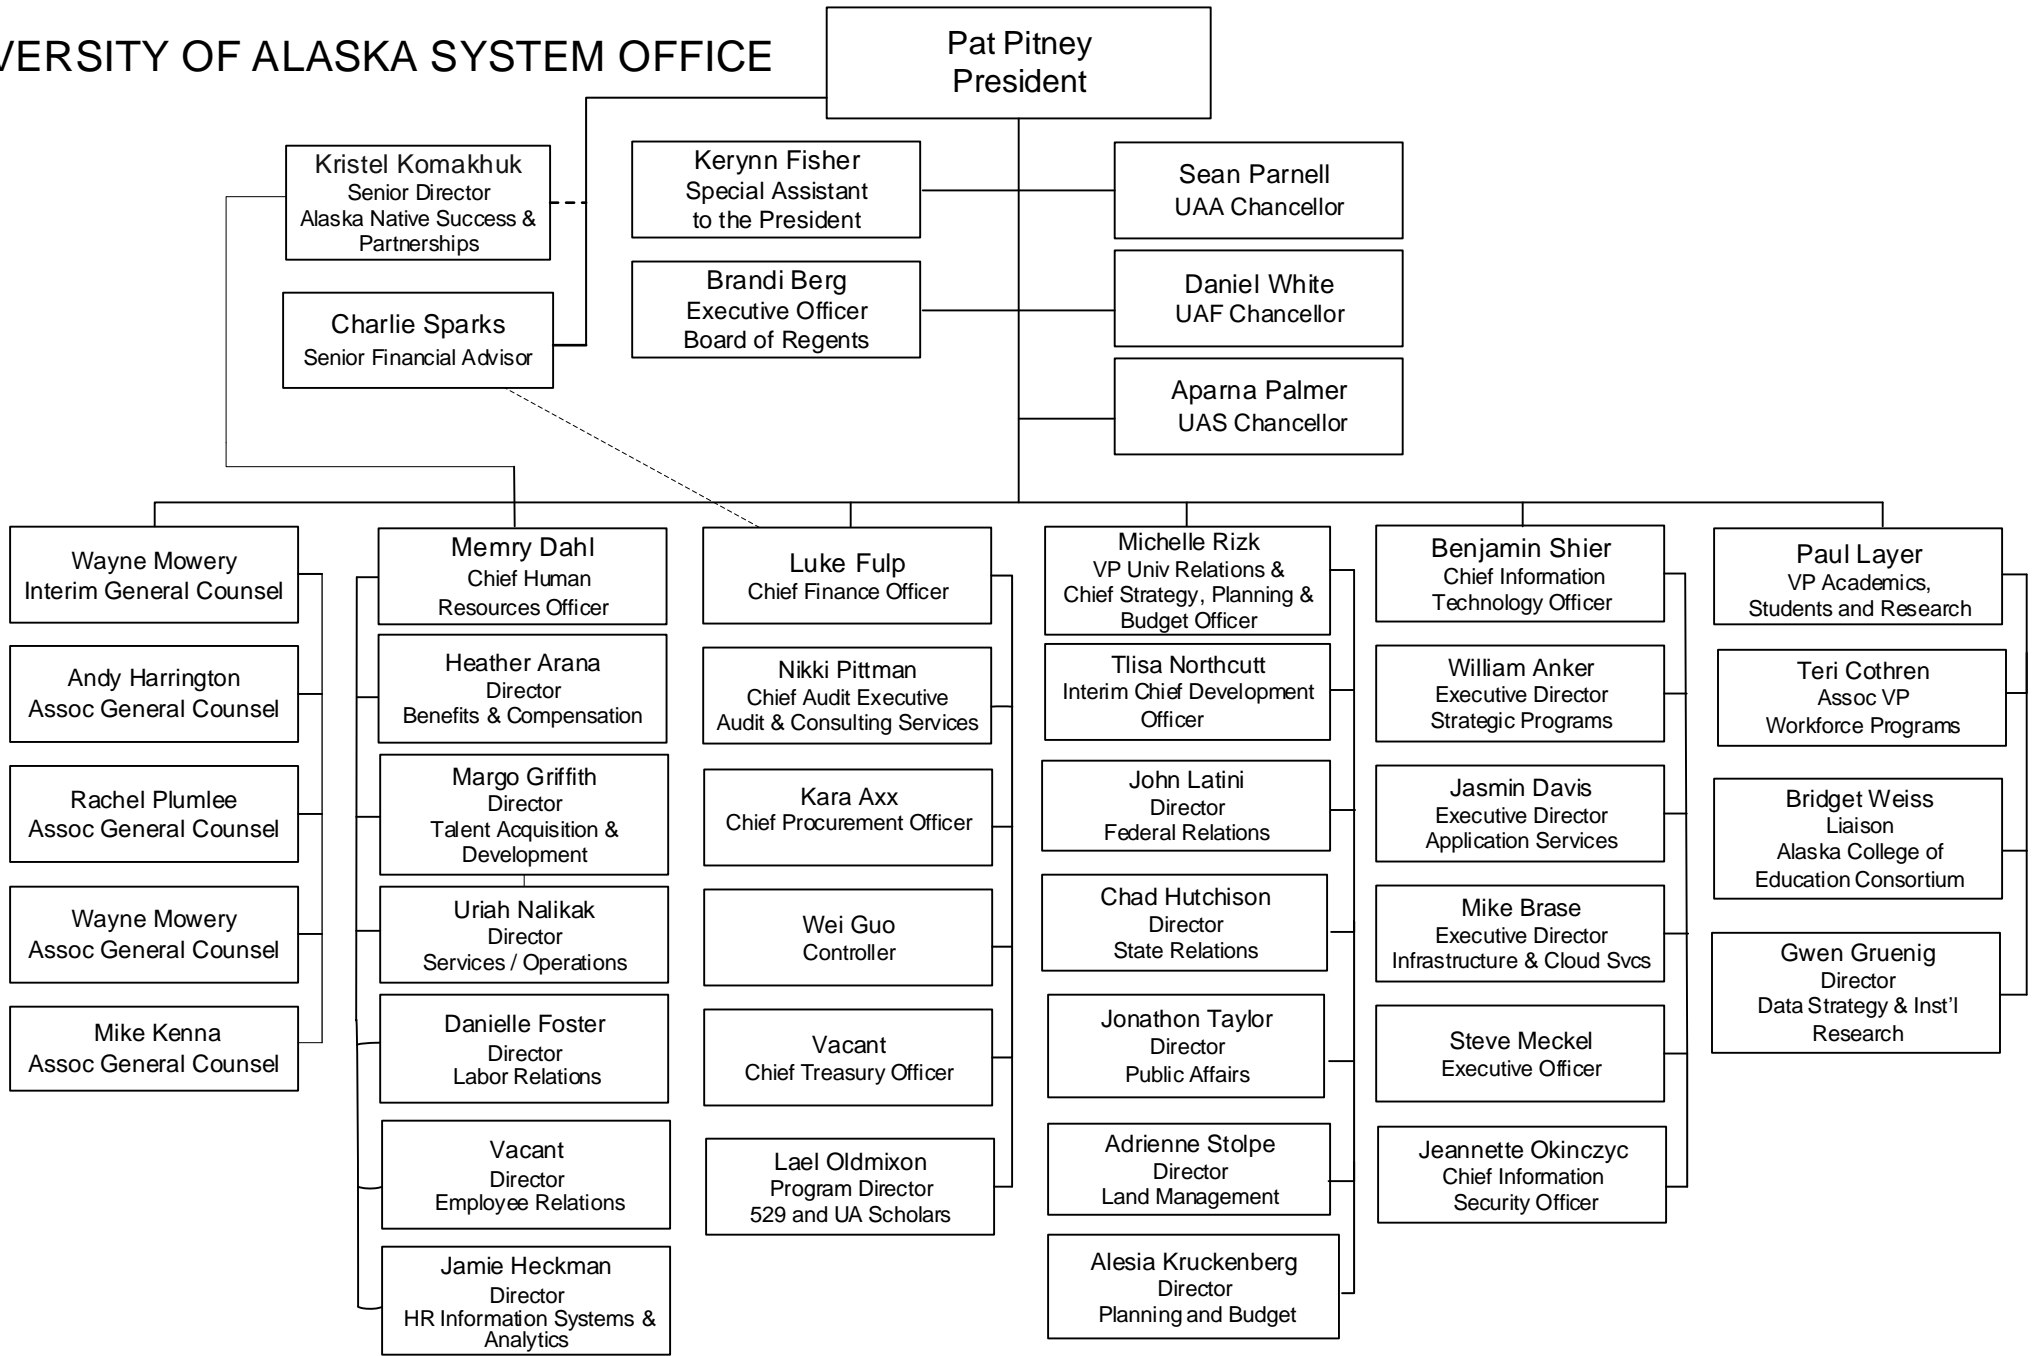 VERSITY OF ALASKA SYSTEM OFFICE
Pat Pitney
President
Kristel Komakhuk
Senior Director
Alaska Native Success &
Partnerships
Charlie Sparks
Senior Financial Advisor
Kerynn Fisher
Special Assistant
to the President
Brandi Berg
Executive Officer
Board of Regents
Sean Parnell
UAA Chancellor
Daniel White
UAF Chancellor
Aparna Palmer
UAS Chancellor
Wayne Mowery
Interim General Counsel
Andy Harrington
Assoc General Counsel
Rachel Plumlee
Assoc General Counsel
Wayne Mowery
Assoc General Counsel
Mike Kenna
Assoc General Counsel
Memry Dahl
Chief Human
Resources Officer
Heather Arana
Director
Benefits & Compensation
Margo Griffith
Director
Talent Acquisition &
Development
Uriah Nalikak
Director
Services / Operations
Danielle Foster
Director
Labor Relations
Vacant
Director
Employee Relations
Jamie Heckman
Director
HR Information Systems &
Analytics
Luke Fulp
Chief Finance Officer
Nikki Pittman
Chief Audit Executive
Audit & Consulting Services
Kara Axx
Chief Procurement Officer
Wei Guo
Controller
Vacant
Chief Treasury Officer
Lael Oldmixon
Program Director
529 and UA Scholars
Michelle Rizk
VP Univ Relations &
Chief Strategy, Planning &
Budget Officer
Tlisa Northcutt
Interim Chief Development
Officer
John Latini
Director
Federal Relations
Chad Hutchison
Director
State Relations
Jonathon Taylor
Director
Public Affairs
Adrienne Stolpe
Director
Land Management
Alesia Kruckenberg
Director
Planning and Budget
Benjamin Shier
Chief Information
Technology Officer
William Anker
Executive Director
Strategic Programs
Jasmin Davis
Executive Director
Application Services
Mike Brase
Executive Director
Infrastructure & Cloud Svcs
Steve Meckel
Executive Officer
Jeannette Okinczyc
Chief Information
Security Officer
Paul Layer
VP Academics,
Students and Research
Teri Cothren
Assoc VP
Workforce Programs
Bridget Weiss
Liaison
Alaska College of
Education Consortium
Gwen Gruenig
Director
Data Strategy & Inst'l
Research